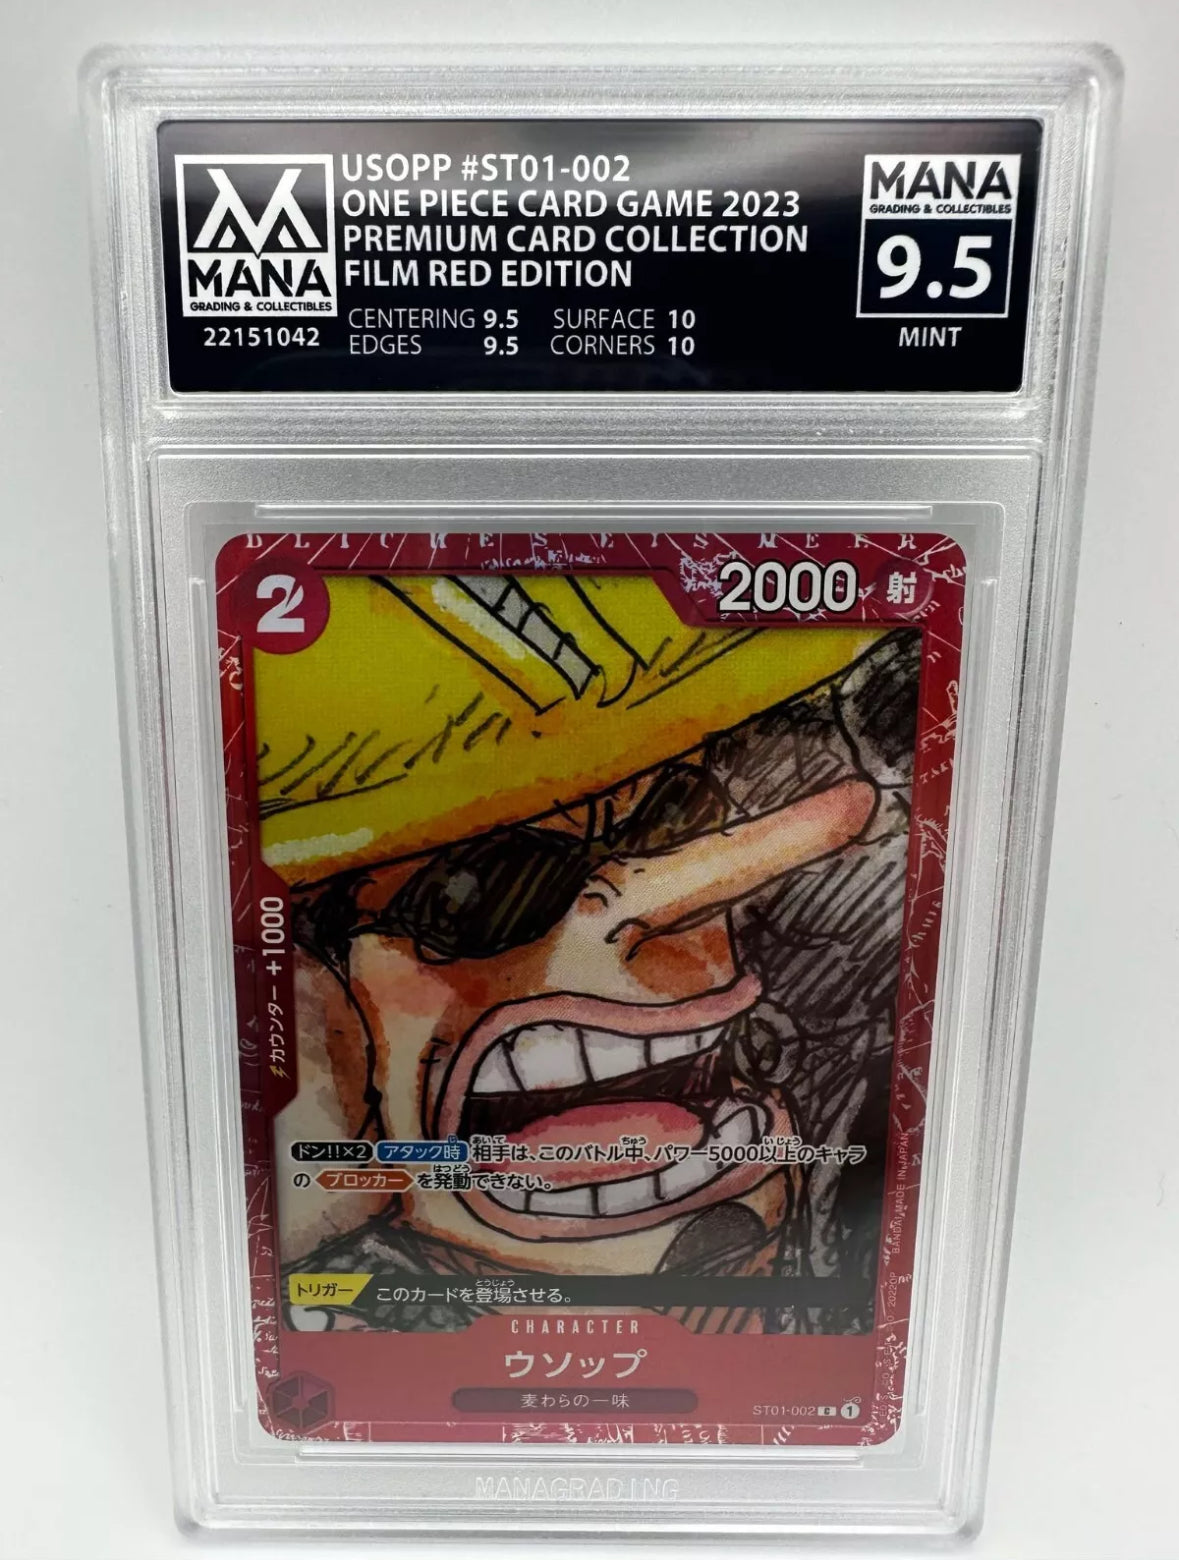 USOPP #ST01-002
ONE PIECE CARD GAME 2023
PREMIUM CARD COLLECTION
FILM RED EDITION
CENTERING 9.5 SURFACE 10
EDGES 9.5 CORNERS 10
MANA
GRADING & COLLECTIBLES
22151042
MANA
GRADING & COLLECTIBLES
9.5
MINT
2
2000 射
カウンター +1000
ドン!!×2 アタック時 相手は、このバトル中、パワー5000以上のキャラ
の ブロッカー を発動できない。
トリガー このカードを登場させる。
CHARACTER
ウソップ
麦わらの一味
ST01-002 C 1
BANDAI MADE IN JAPAN
MANAGRADING